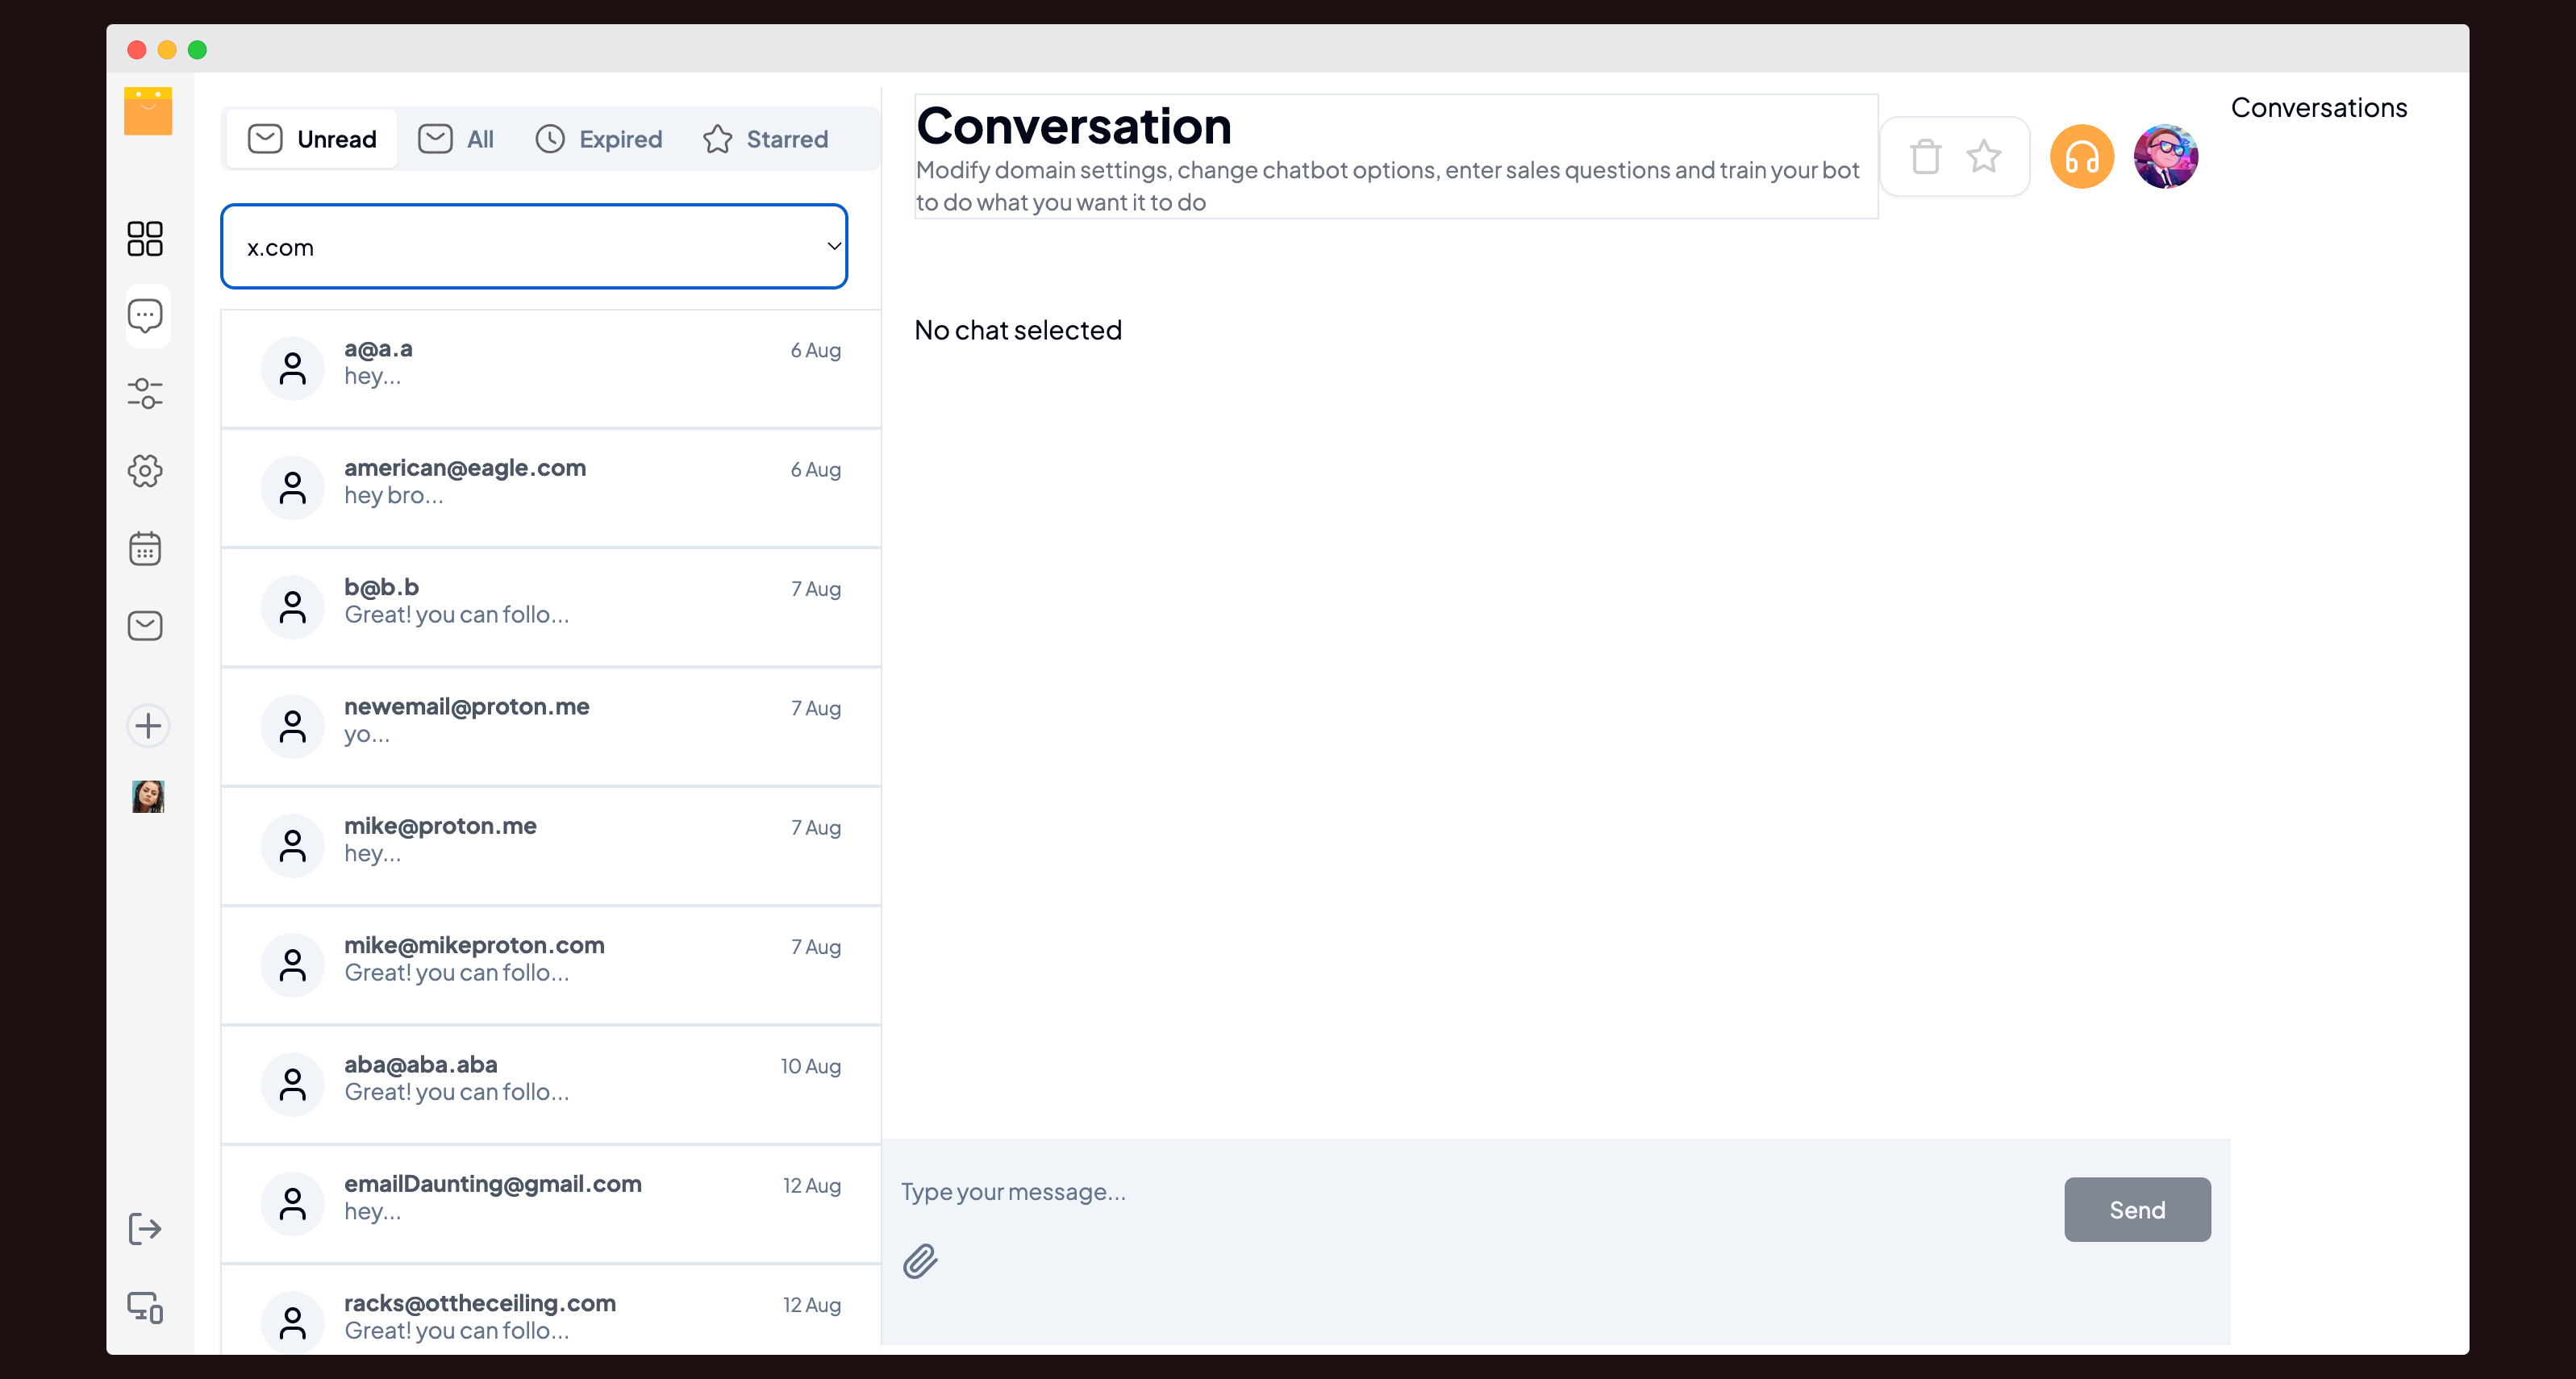 Unread
All
Expired
Starred
x.com
a@a.a
6 Aug
hey...
american@eagle.com
6 Aug
hey bro...
b@b.b
7 Aug
Great! you can follo...
newemail@proton.me
7 Aug
yo...
mike@proton.me
7 Aug
hey...
mike@mikeproton.com
7 Aug
Great! you can follo...
aba@aba.aba
10 Aug
Great! you can follo...
emailDaunting@gmail.com
12 Aug
hey...
racks@ottheceiling.com
12 Aug
Great! you can follo...
Conversation
Modify domain settings, change chatbot options, enter sales questions and train your bot
to do what you want it to do
No chat selected
Type your message...
Send
Conversations